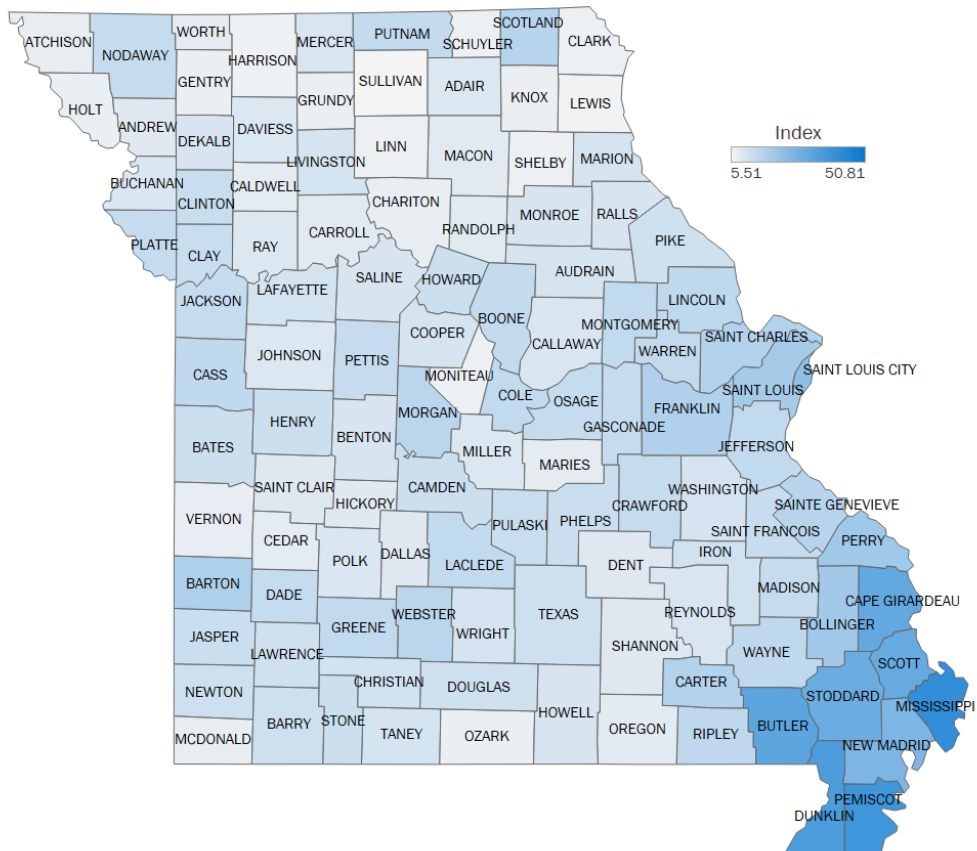 ATCHISON
NODAWAY
WORTH
GENTRY
HARRISON
MERCER
PUTNAM
SCHUYLER
SCOTLAND
CLARK
SULLIVAN
ADAIR
KNOX
LEWIS
HOLT
ANDREW
DEKALB
DAVIESS
GRUNDY
LIVINGSTON
LINN
MACON
SHELBY
MARION
Index
5.51 50.81
BUCHANAN
CLINTON
CALDWELL
CHARITON
RANDOLPH
MONROE
RALLS
PIKE
PLATTE
CLAY
RAY
CARROLL
AUDRAIN
JACKSON
LAFAYETTE
SALINE
HOWARD
BOONE
CALLAWAY
MONTGOMERY
LINCOLN
WARREN
SAINT CHARLES
SAINT LOUIS CITY
SAINT LOUIS
CASS
JOHNSON
PETTIS
COOPER
MONITEAU
COLE
OSAGE
GASCONADE
FRANKLIN
JEFFERSON
BATES
HENRY
BENTON
MORGAN
MILLER
MARIES
VERNON
SAINT CLAIR
HICKORY
CAMDEN
PULASKI
PHELPS
CRAWFORD
WASHINGTON
SAINTE GENEVIEVE
SAINT FRANCOIS
PERRY
CEDAR
POLK
DALLAS
LACLEDE
DENT
IRON
MADISON
CAPE GIRARDEAU
BOLLINGER
BARTON
DADE
GREENE
WEBSTER
WRIGHT
TEXAS
SHANNON
REYNOLDS
WAYNE
SCOTT
STODDARD
MISSISSIPPI
JASPER
LAWRENCE
CHRISTIAN
DOUGLAS
HOWELL
CARTER
BUTLER
NEW MADRID
NEWTON
MCDONALD
BARRY
STONE
TANEY
OZARK
OREGON
RIPLEY
PEMISCOT
DUNKLIN